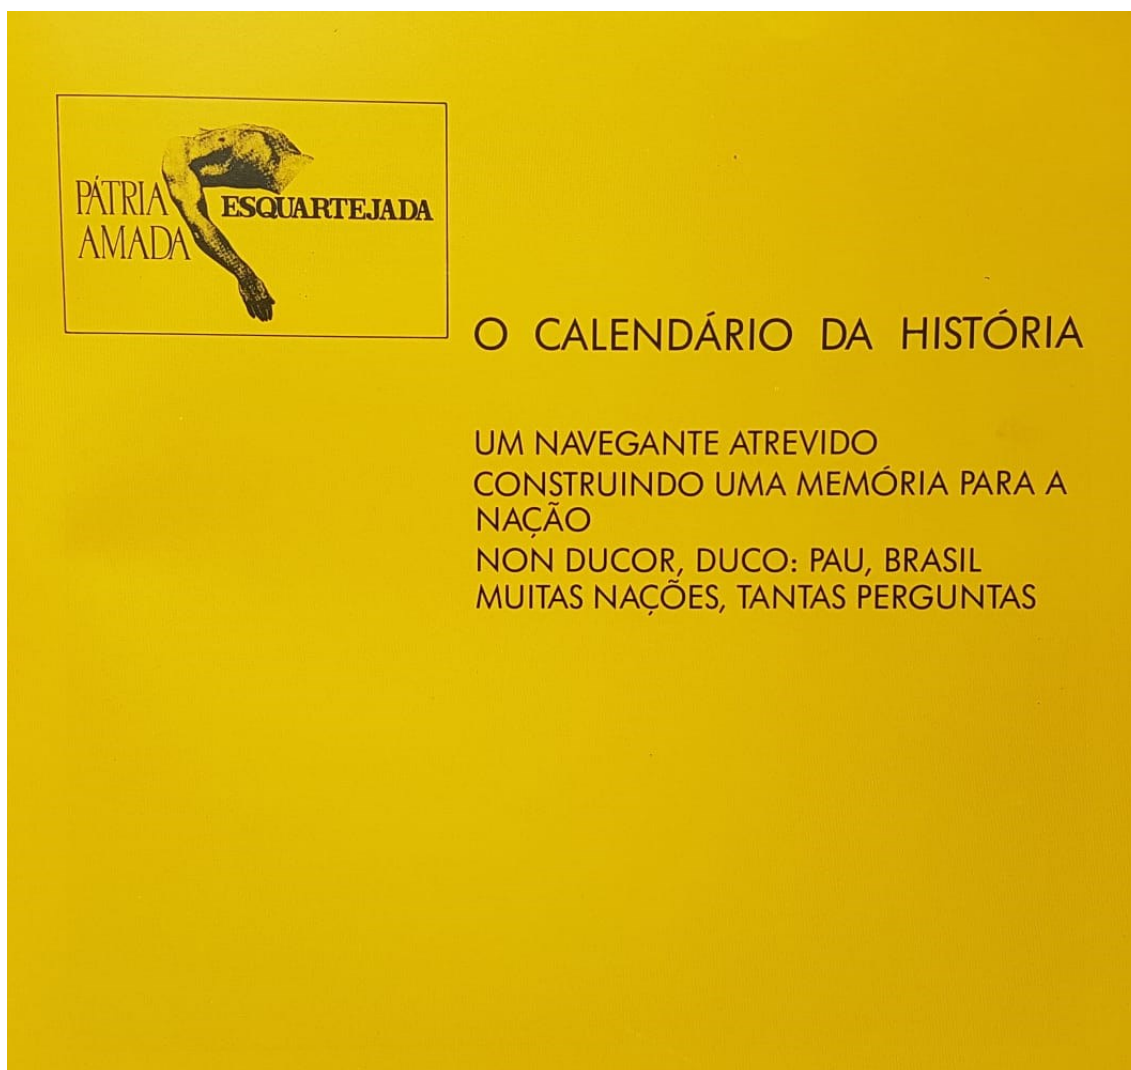 PÁTRIA
AMADA
ESQUARTEJADA
O CALENDÁRIO DA HISTÓRIA
UM NAVEGANTE ATREVIDO
CONSTRUINDO UMA MEMÓRIA PARA A
NAÇÃO
NON DUCOR, DUCO: PAU, BRASIL
MUITAS NAÇÕES, TANTAS PERGUNTAS